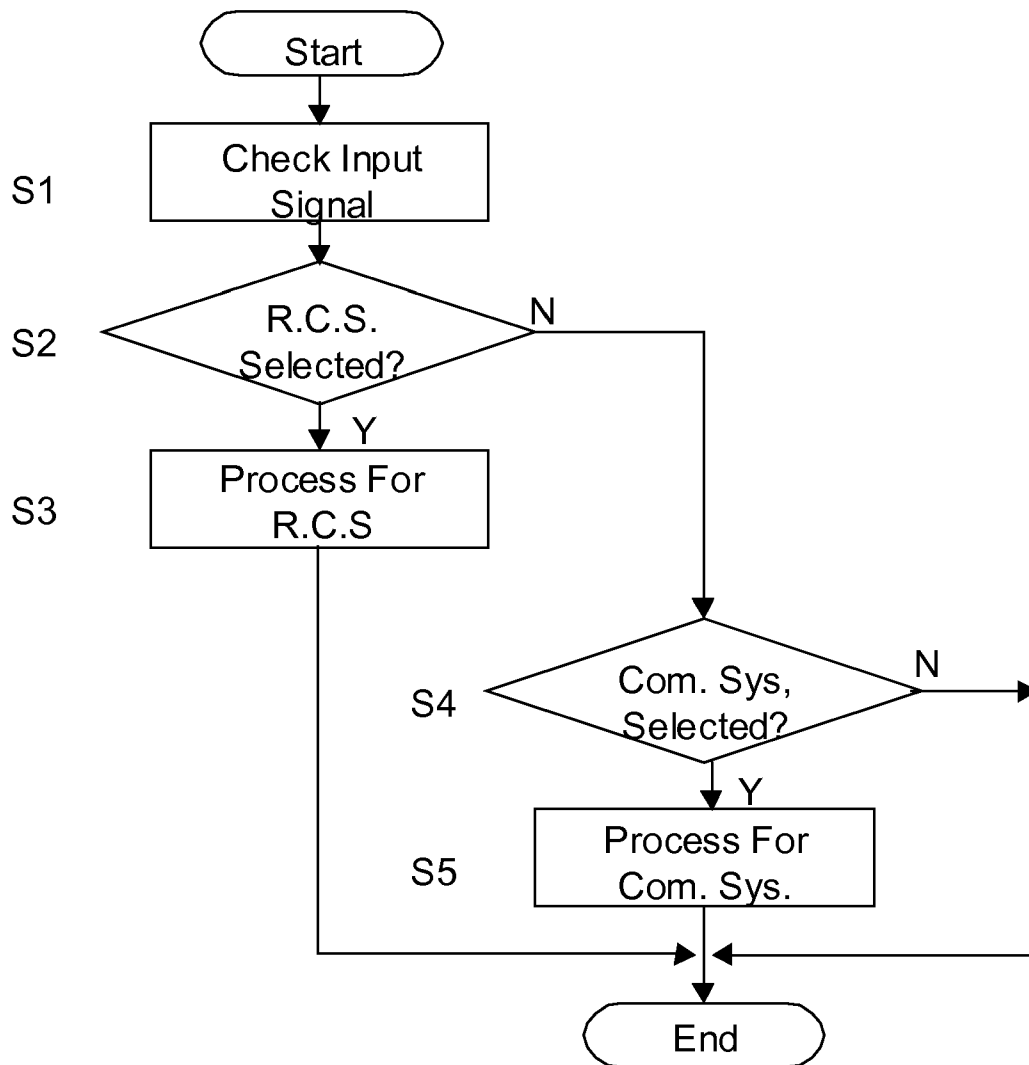 Start
Check Input
Signal
S1
R.C.S.
Selected?
N
S2
Y
Process For
R.C.S
S3
Com. Sys,
Selected?
N
S4
Y
Process For
Com. Sys.
S5
End